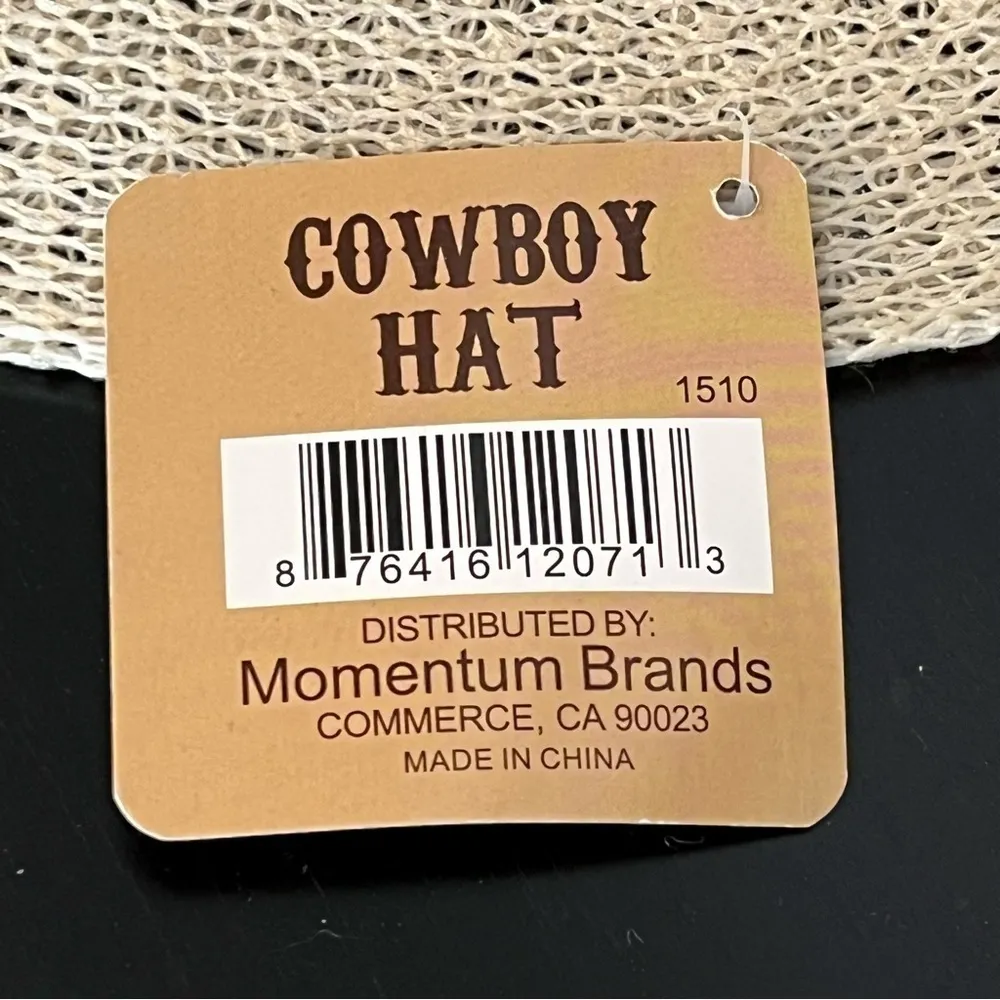 COWBOY
HAT
1510
8 76416 12071 3
DISTRIBUTED BY:
Momentum Brands
COMMERCE, CA 90023
MADE IN CHINA